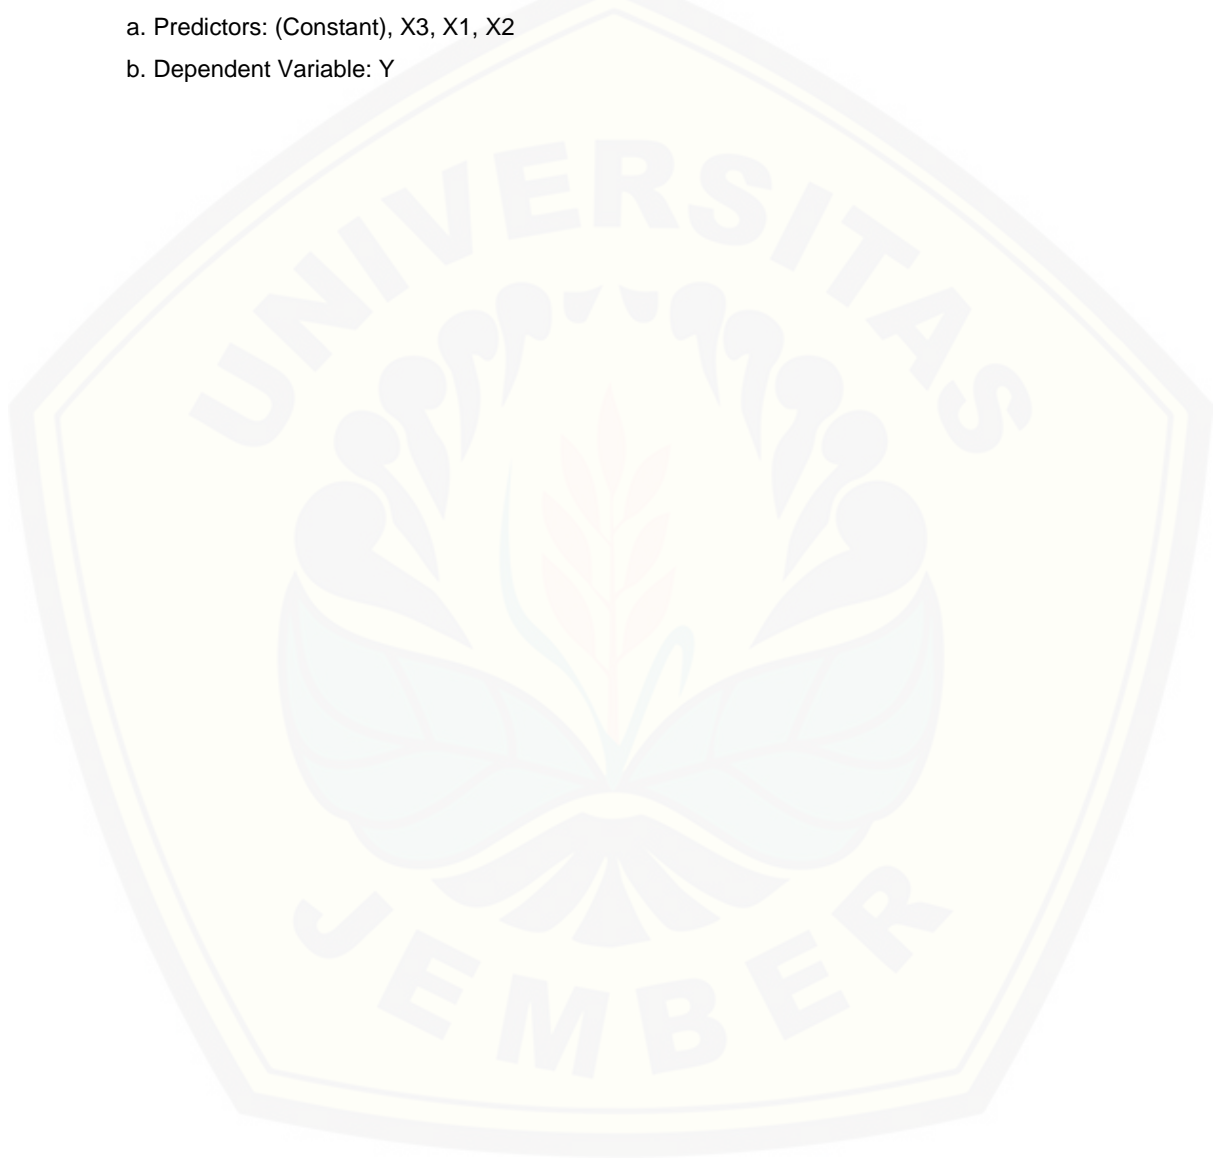 a. Predictors: (Constant), X3, X1, X2
b. Dependent Variable: Y
UNIVERSITAS
JEMBER